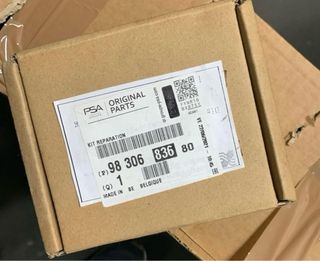 PSA
ORIGINAL
PARTS
KIT REPARATION
(P) 98 306 836 80
(Q) 1
MADE IN BE BELGIQUE